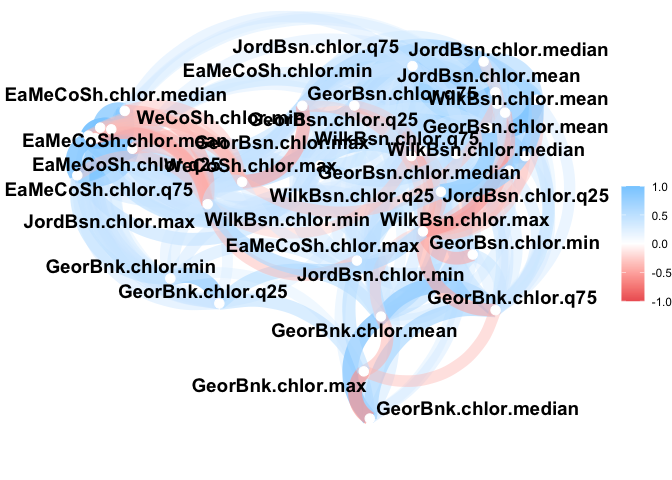 JordBsn.chlor.q75
JordBsn.chlor.median
EaMeCoSh.chlor.min
JordBsn.chlor.mean
EaMeCoSh.chlor.median
GeorBsn.chlor.q75
WilkBsn.chlor.mean
WeCoSh.chlor.min
GeorBsn.chlor.q25
GeorBsn.chlor.mean
EaMeCoSh.chlor.mean
GeorBsn.chlor.max
WilkBsn.chlor.q75
WilkBsn.chlor.median
EaMeCoSh.chlor.q25
WeCoSh.chlor.max
GeorBsn.chlor.median
EaMeCoSh.chlor.q75
WilkBsn.chlor.q25
JordBsn.chlor.q25
JordBsn.chlor.max
WilkBsn.chlor.min
WilkBsn.chlor.max
EaMeCoSh.chlor.max
GeorBsn.chlor.min
GeorBnk.chlor.min
JordBsn.chlor.min
GeorBnk.chlor.q25
GeorBnk.chlor.q75
GeorBnk.chlor.mean
GeorBnk.chlor.max
GeorBnk.chlor.median
1.0
0.5
0.0
-0.5
-1.0